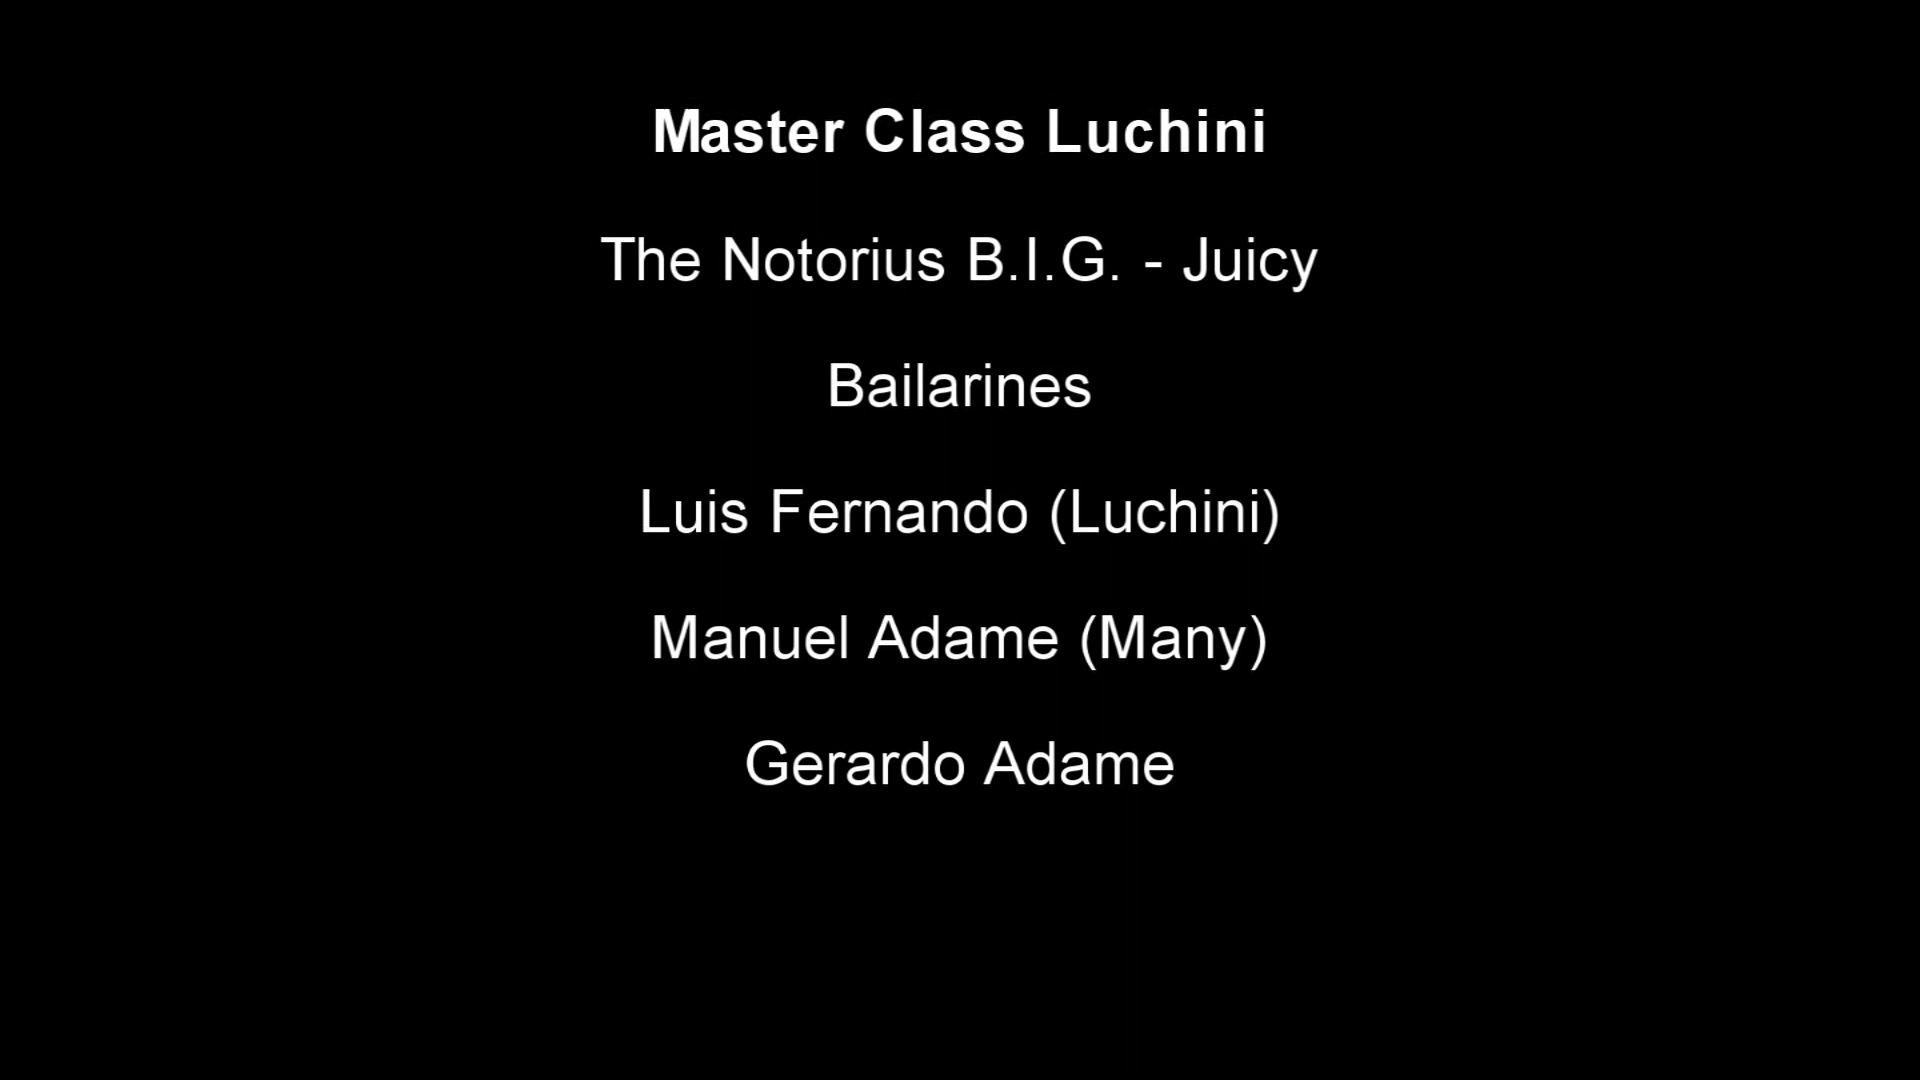 Master Class Luchini
The Notorius B.I.G. - Juicy
Bailarines
Luis Fernando (Luchini)
Manuel Adame (Many)
Gerardo Adame